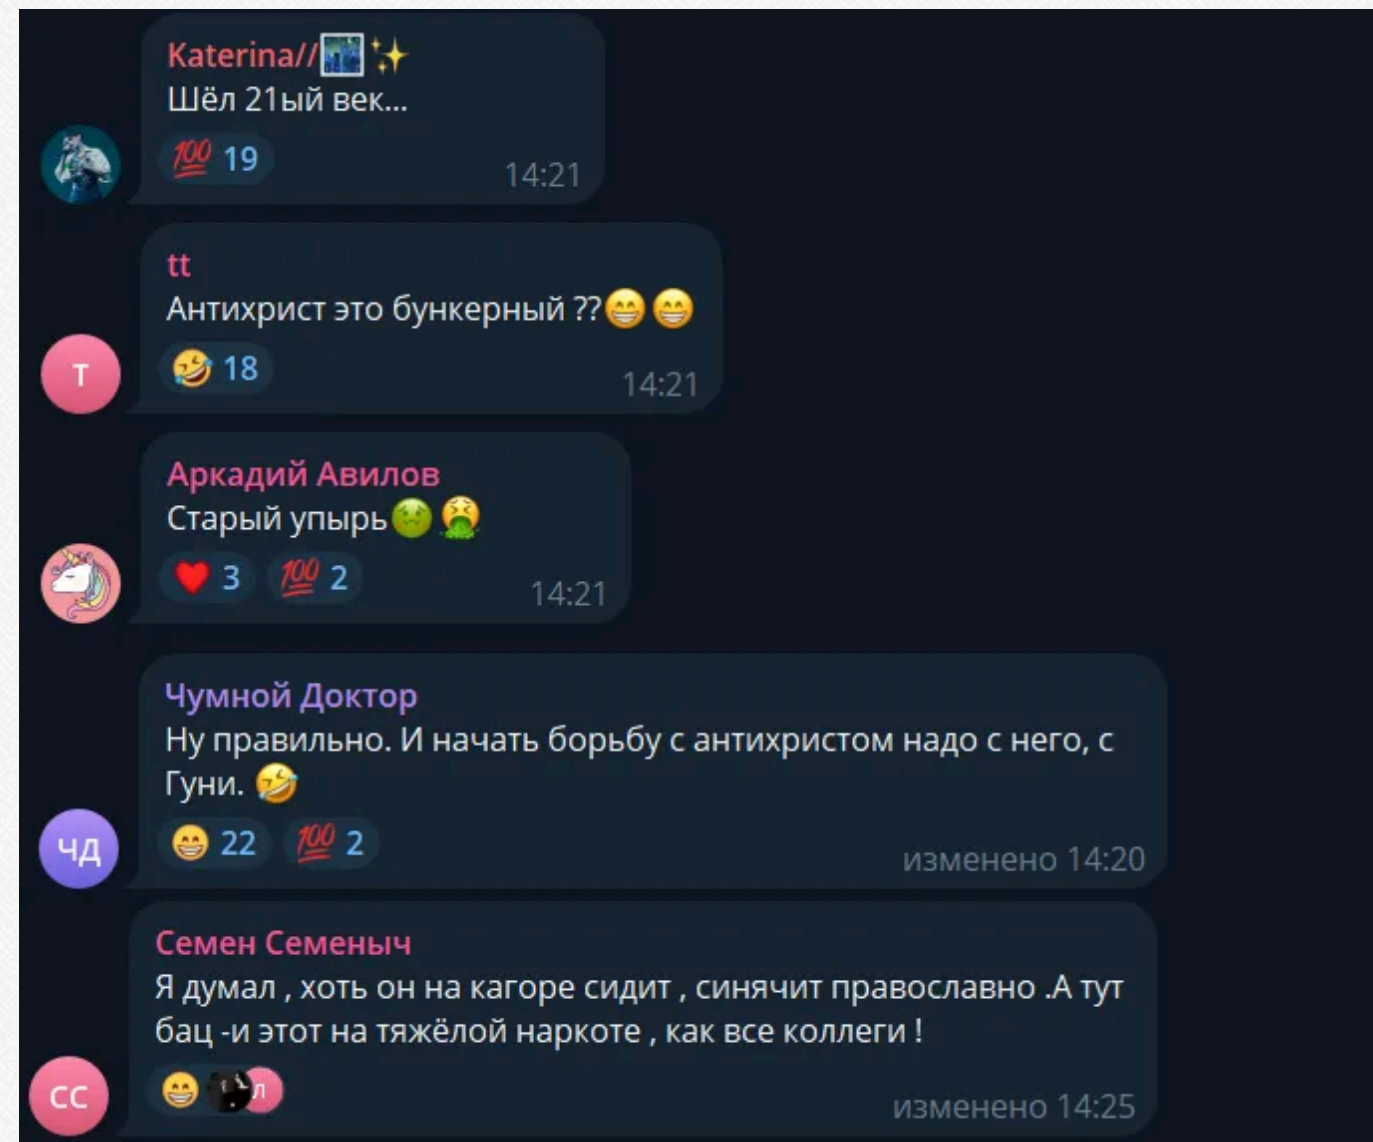 Katerina//
Шёл 21ый век...
19
14:21
tt
Антихрист это бункерный ??
18
Т
14:21
Аркадий Авилов
Старый упырь
3
2
14:21
Чумной Доктор
Ну правильно. И начать борьбу с антихристом надо с него, с
Гуни.
22
2
ЧД
изменено 14:20
Семен Семеныч
Я думал , хоть он на кагоре сидит , синячит православно .А тут
бац -и этот на тяжёлой наркоте , как все коллеги !
Л
СС
изменено 14:25